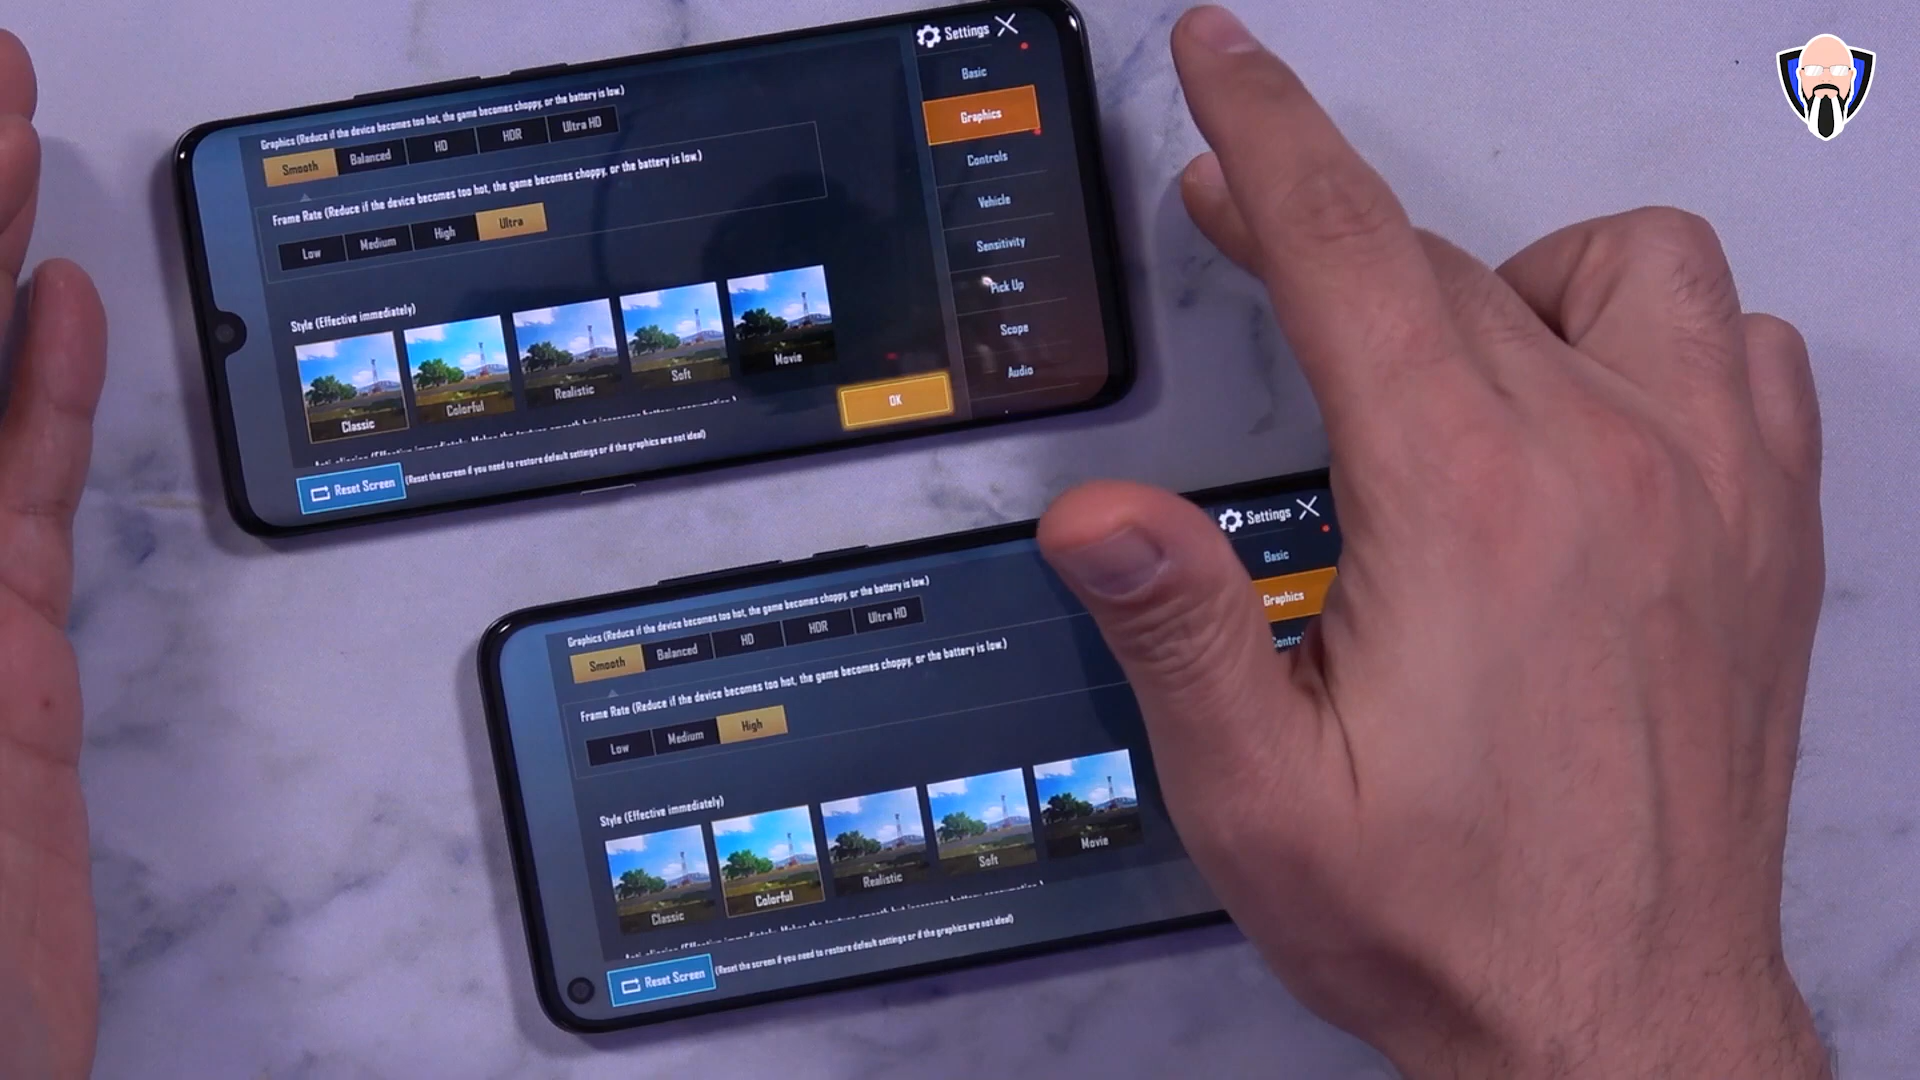 Settings
Basic
Graphics
Controls
Vehicle
Sensitivity
Pick Up
Scope
Audio
Graphics (Reduce if the device becomes too hot, the game becomes choppy, or the battery is low.)
Smooth Balanced HD HDR Ultra HD
Frame Rate (Reduce if the device becomes too hot, the game becomes choppy, or the battery is low.)
Low Medium High Ultra
Style (Effective immediately)
Classic Colorful Realistic Soft Movie
OK
Reset Screen (Reset the screen if you need to restore default settings or if the graphics are not ideal)
Settings
Basic
Graphics
Control
Graphics (Reduce if the device becomes too hot, the game becomes choppy, or the battery is low.)
Smooth Balanced HD HDR Ultra HD
Frame Rate (Reduce if the device becomes too hot, the game becomes choppy, or the battery is low.)
Low Medium High
Style (Effective immediately)
Classic Colorful Realistic Soft Movie
Reset Screen (Reset the screen if you need to restore default settings or if the graphics are not ideal)